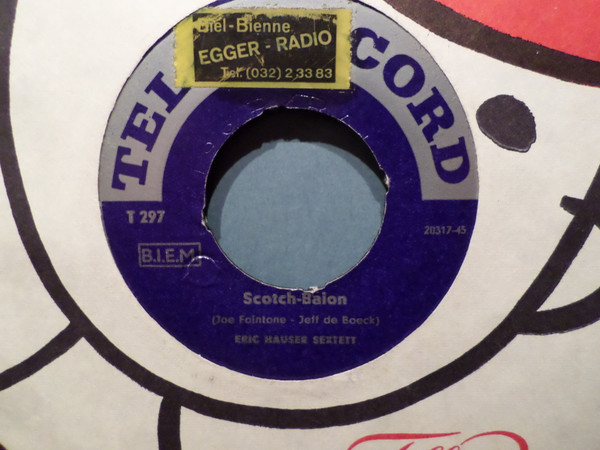 Biel-Bienne
EGGER-RADIO
Tel. (032) 2 33 83
TEL CORD
T 297
20317-45
B.I.E.M.
Scotch-Baion
(Joe Fointone - Jeff de Boeck)
ERIC HAUSER SEXTETT